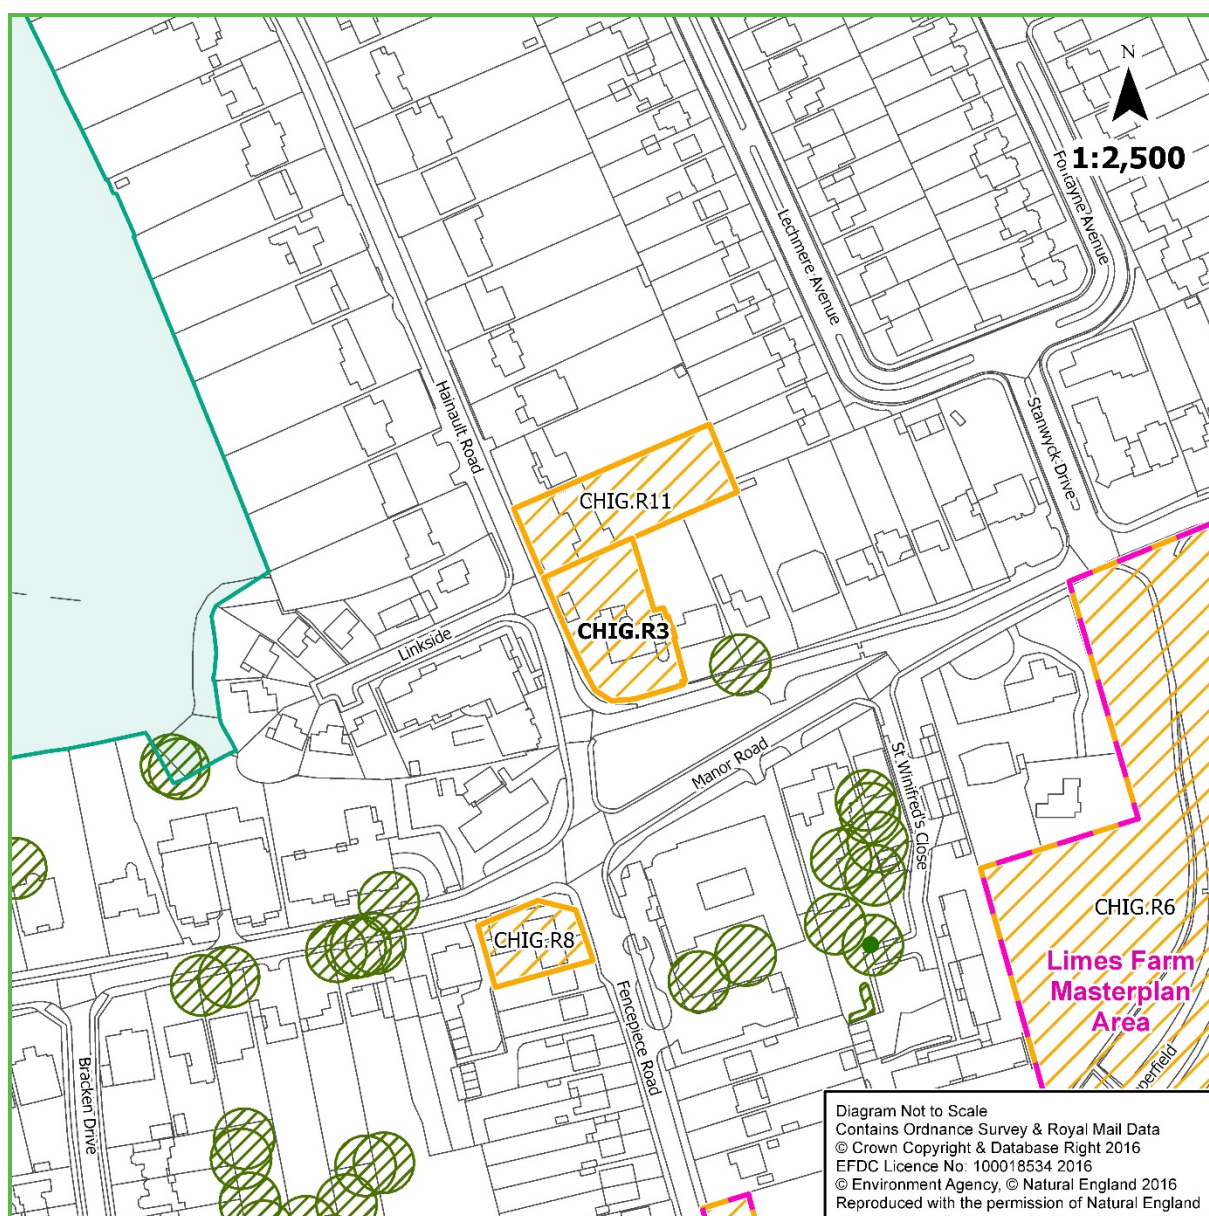 N
1:2,500
Fontayne Avenue
Lechmere Avenue
Hainault Road
Stanwyck Drive
CHIG.R11
CHIG.R3
Linkside
Manor Road
St. Winifred's Close
CHIG.R6
CHIG.R8
Limes Farm
Masterplan
Area
Fencepiece Road
Bracken Drive
Diagram Not to Scale
Contains Ordnance Survey & Royal Mail Data
© Crown Copyright & Database Right 2016
EFDC Licence No: 100018534 2016
© Environment Agency, © Natural England 2016
Reproduced with the permission of Natural England